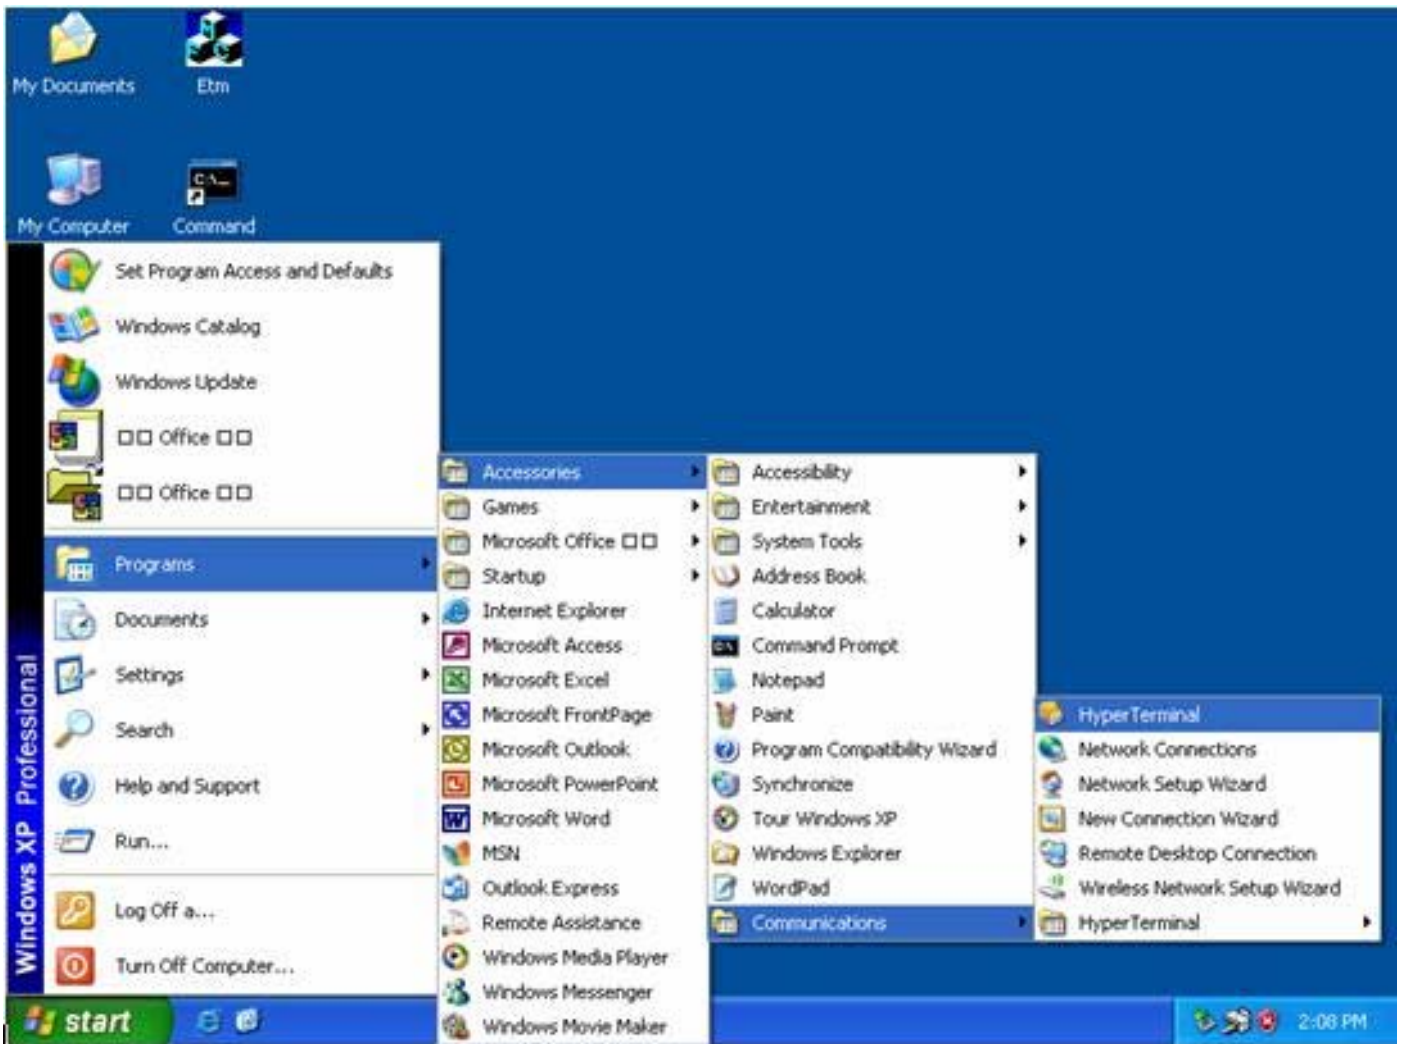 My Documents
Etm
My Computer
C:\_
Command
Set Program Access and Defaults
Windows Catalog
Windows Update
□□ Office □□
□□ Office □□
Programs
Documents
Settings
Search
Help and Support
Run...
Log Off a...
Turn Off Computer...
Windows XP Professional
Accessories
Games
Microsoft Office □□
Startup
Internet Explorer
Microsoft Access
Microsoft Excel
Microsoft FrontPage
Microsoft Outlook
Microsoft PowerPoint
Microsoft Word
MSN
Outlook Express
Remote Assistance
Windows Media Player
Windows Messenger
Windows Movie Maker
Accessibility
Entertainment
System Tools
Address Book
Calculator
Command Prompt
Notepad
Paint
Program Compatibility Wizard
Synchronize
Tour Windows XP
Windows Explorer
WordPad
Communications
HyperTerminal
Network Connections
Network Setup Wizard
New Connection Wizard
Remote Desktop Connection
Wireless Network Setup Wizard
HyperTerminal
start
2:08 PM